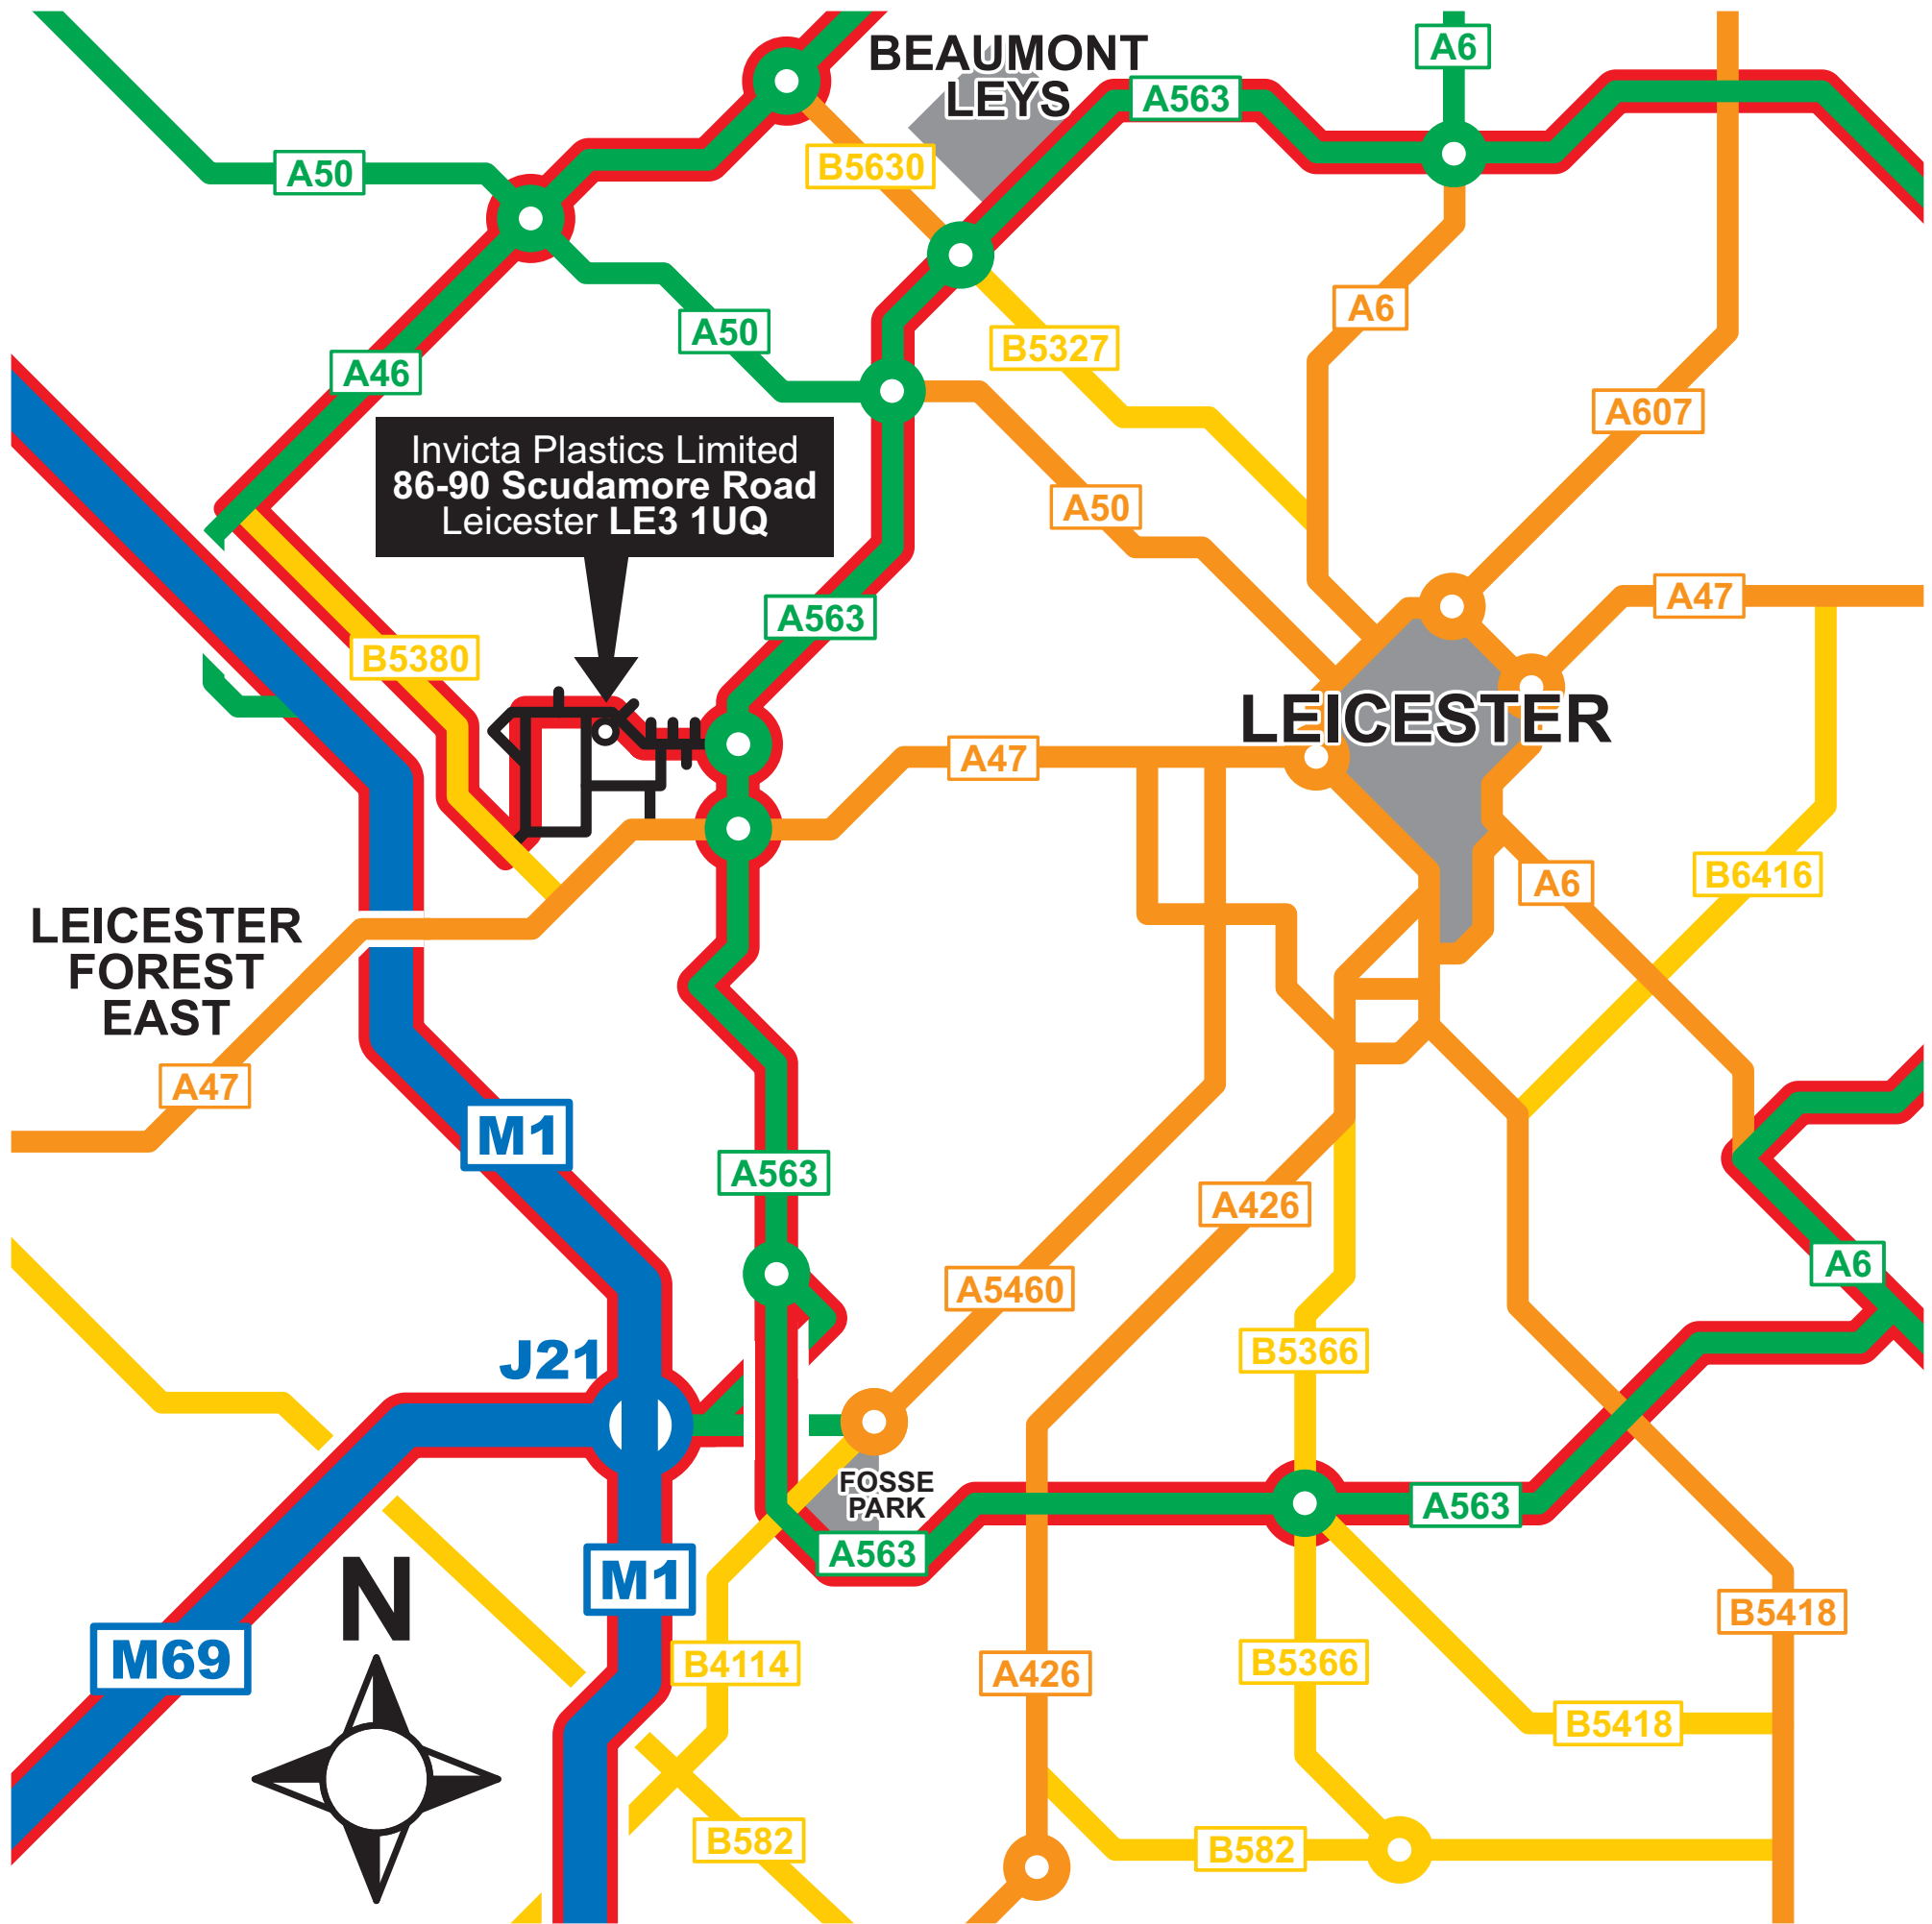 BEAUMONT
LEYS
A6
A563
A50
B5630
A6
A50
B5327
A46
A607
Invicta Plastics Limited
86-90 Scudamore Road
Leicester LE3 1UQ
A50
A47
A563
B5380
LEICESTER
A47
B6416
A6
LEICESTER
FOREST
EAST
A47
M1
A563
A426
A6
A5460
B5366
J21
FOSSE
PARK
A563
A563
N
M1
B5418
M69
B4114
A426
B5366
B5418
B582
B582